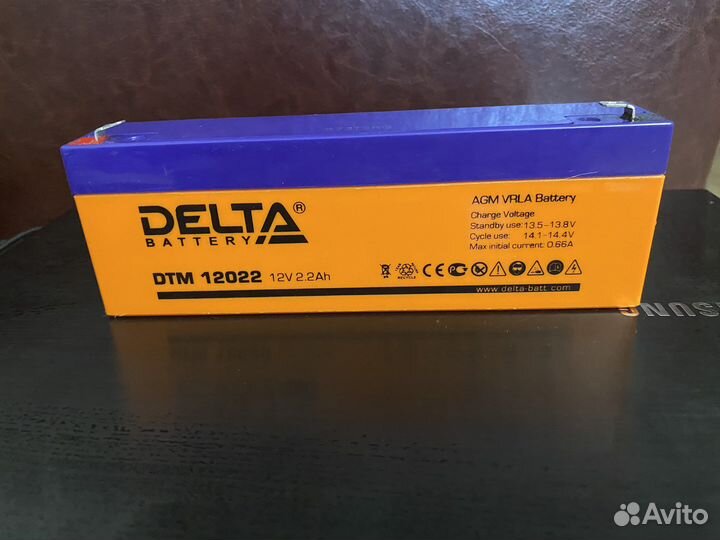 DELTA®
BATTERY
DTM 12022 12V 2.2Ah
AGM VRLA Battery
Charge Voltage
Standby use: 13.5-13.8V
Cycle use: 14.1-14.4V
Max initial current: 0.66A
RECYCLE
www.delta-batt.com
Avito